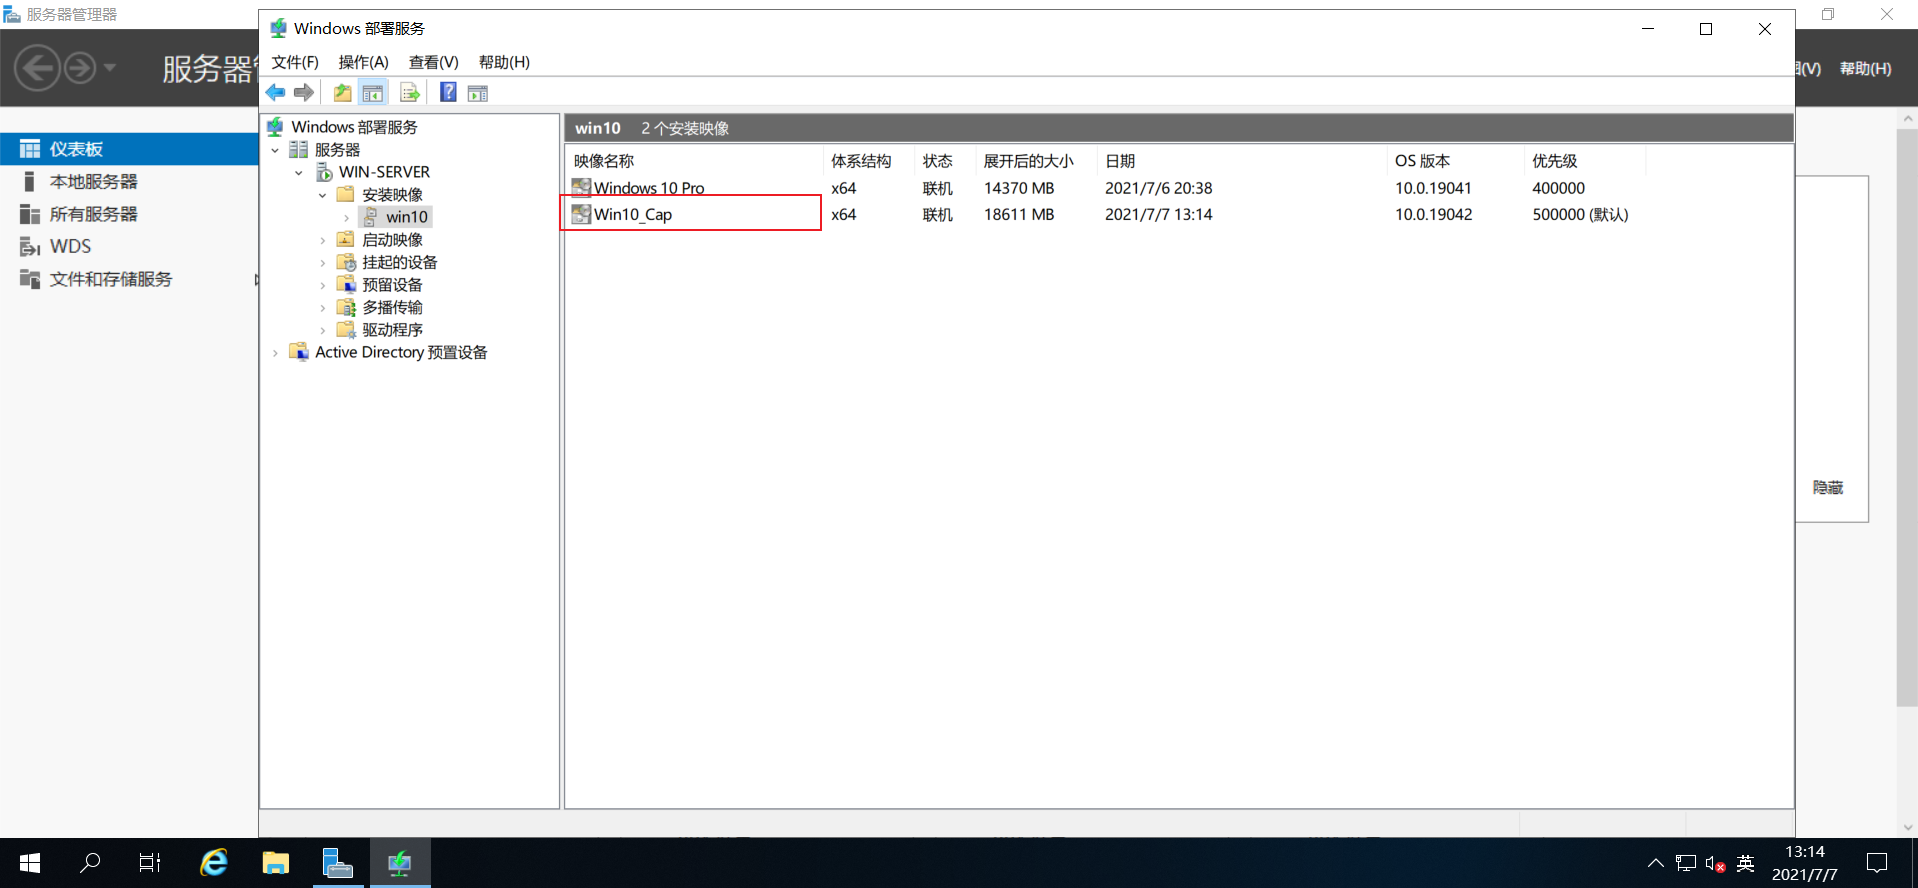 服务器管理器
服务器
图(V) 帮助(H)
仪表板
本地服务器
所有服务器
WDS
文件和存储服务
隐藏
Windows 部署服务
文件(F) 操作(A) 查看(V) 帮助(H)
Windows 部署服务
服务器
WIN-SERVER
安装映像
win10
启动映像
挂起的设备
预留设备
多播传输
驱动程序
Active Directory 预置设备
win10 2 个安装映像
映像名称 体系结构 状态 展开后的大小 日期 OS 版本 优先级
Windows 10 Pro x64 联机 14370 MB 2021/7/6 20:38 10.0.19041 400000
Win10_Cap x64 联机 18611 MB 2021/7/7 13:14 10.0.19042 500000 (默认)
英
13:14
2021/7/7